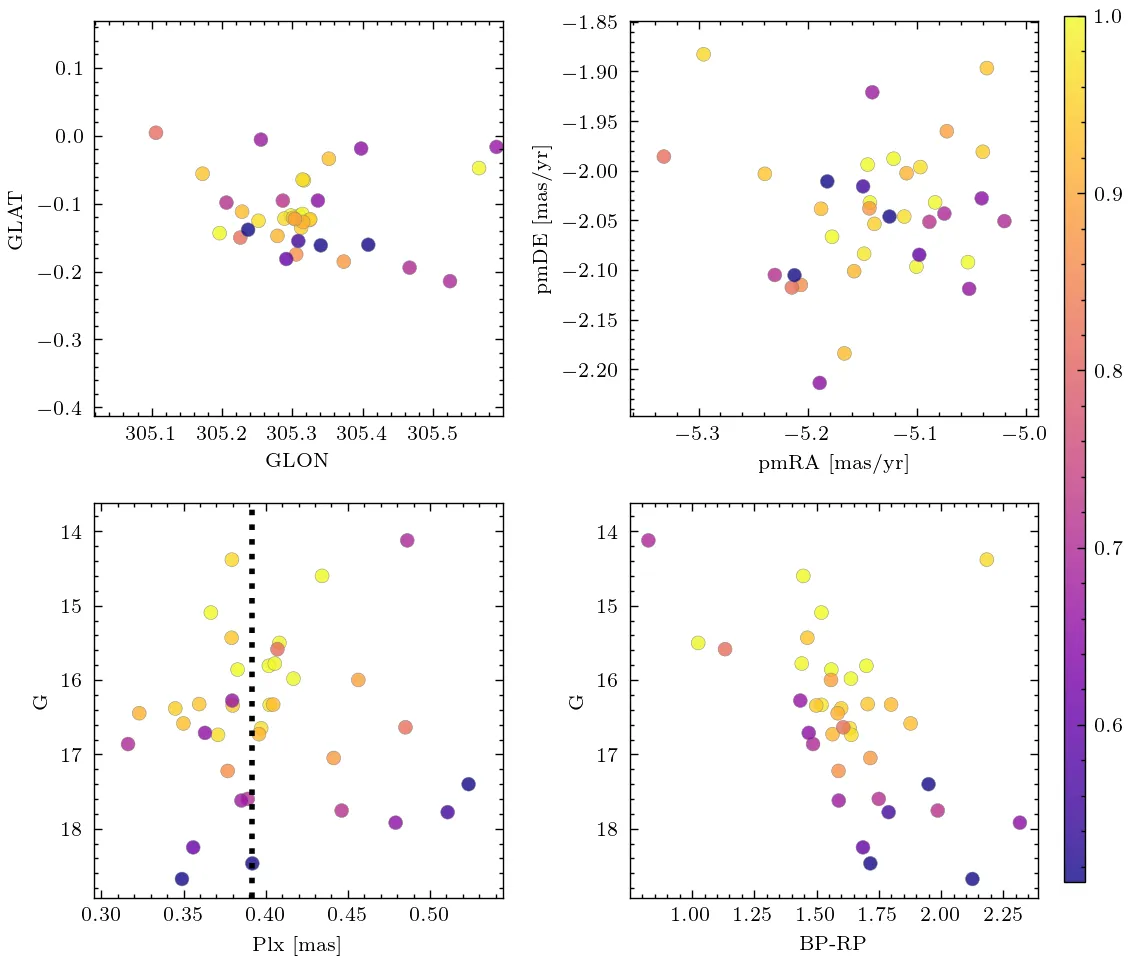 0.1
0.0
−0.1
−0.2
−0.3
−0.4
GLAT
305.1 305.2 305.3 305.4 305.5
GLON
−1.85
−1.90
−1.95
−2.00
−2.05
−2.10
−2.15
−2.20
pmDE [mas/yr]
−5.3 −5.2 −5.1 −5.0
pmRA [mas/yr]
14
15
16
17
18
G
0.30 0.35 0.40 0.45 0.50
Plx [mas]
14
15
16
17
18
G
1.00 1.25 1.50 1.75 2.00 2.25
BP-RP
1.0
0.9
0.8
0.7
0.6